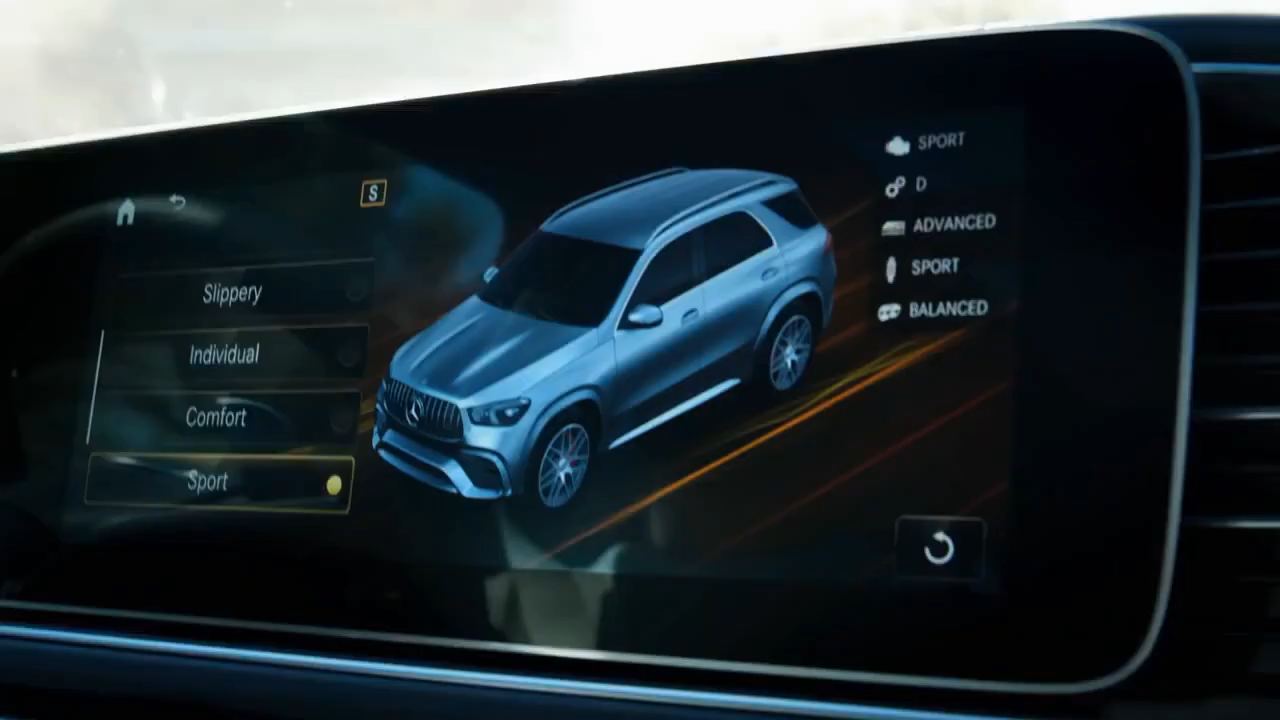 S
Slippery
Individual
Comfort
Sport
SPORT
D
ADVANCED
SPORT
BALANCED